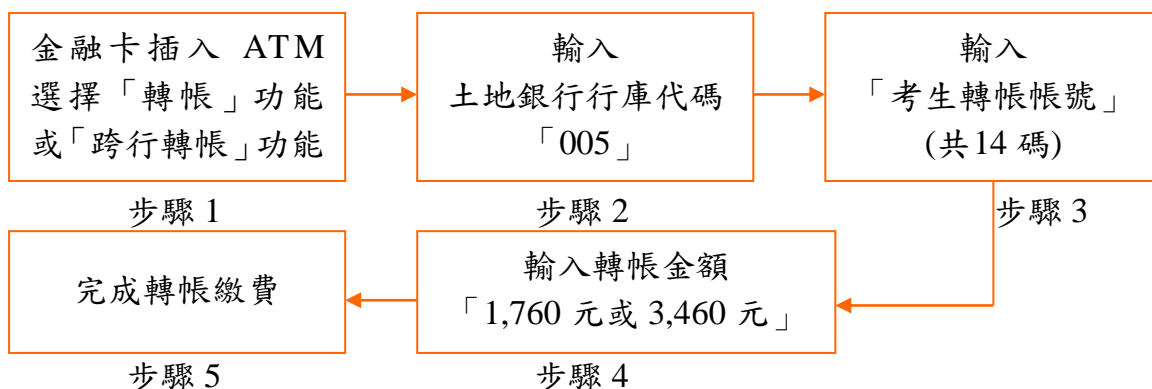 金融卡插入 ATM
選擇「轉帳」功能
或「跨行轉帳」功能
步驟 1
輸入
土地銀行行庫代碼
「005」
步驟 2
輸入
「考生轉帳帳號」
(共14 碼)
步驟 3
輸入轉帳金額
「1,760 元或 3,460 元」
步驟 4
完成轉帳繳費
步驟 5